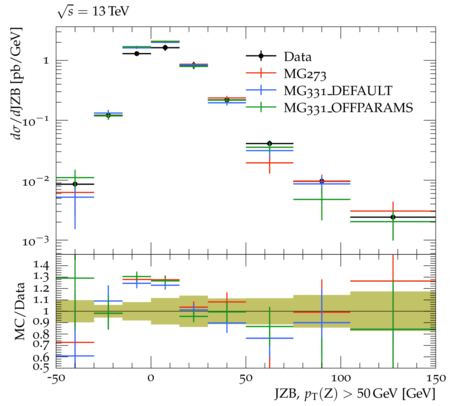 √s = 13 TeV
dσ/dJZB [pb/GeV]
1
10⁻¹
10⁻²
10⁻³
Data
MG273
MG331_DEFAULT
MG331_OFFPARAMS
MC/Data
1.4
1.3
1.2
1.1
1
0.9
0.8
0.7
0.6
0.5
-50 0 50 100 150
JZB, pT(Z) > 50 GeV [GeV]